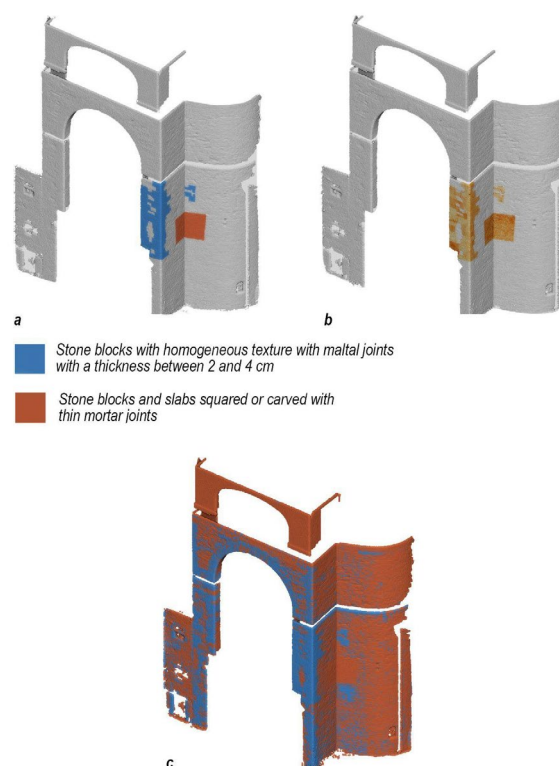 a
b
Stone blocks with homogeneous texture with maltal joints
with a thickness between 2 and 4 cm
Stone blocks and slabs squared or carved with
thin mortar joints
c